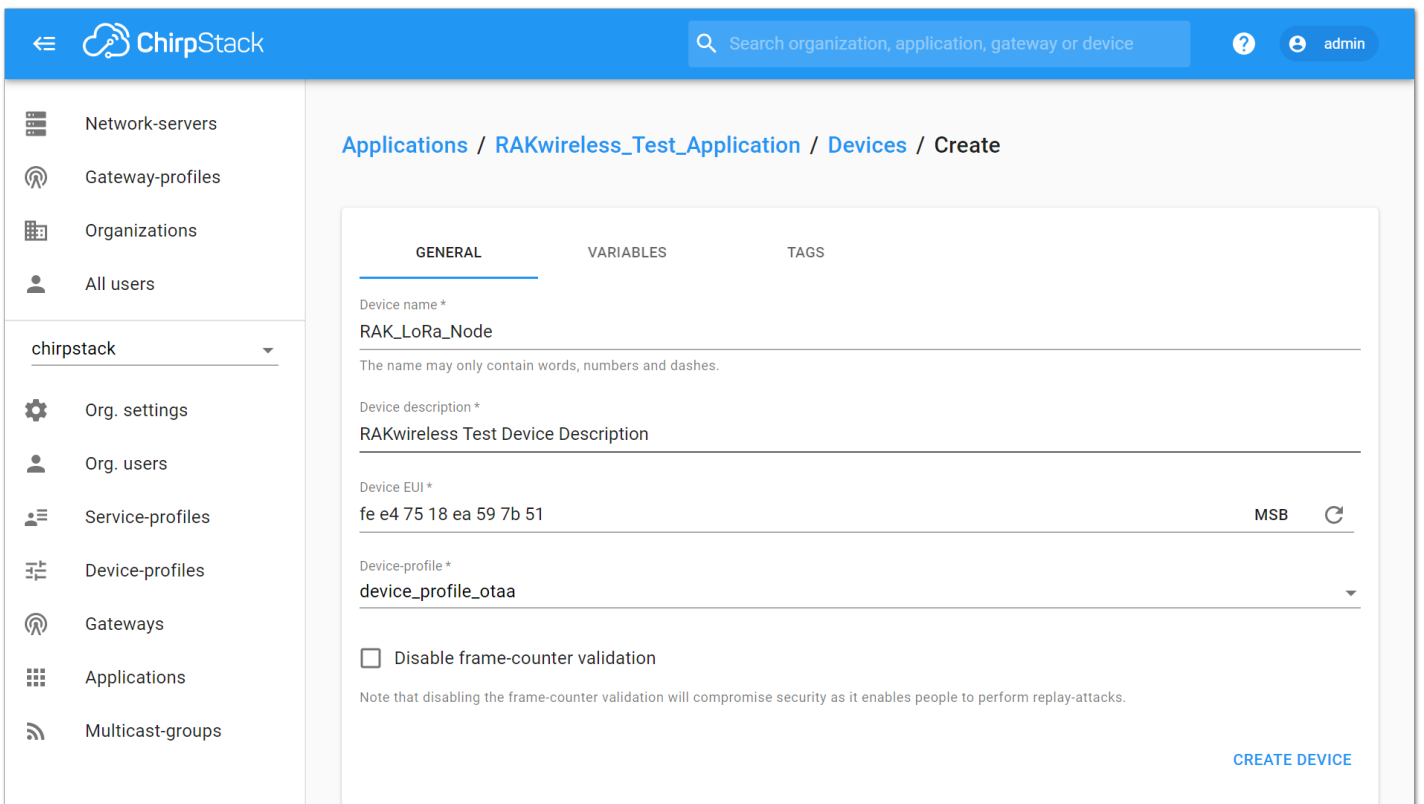 ChirpStack
Search organization, application, gateway or device
? admin
Network-servers
Gateway-profiles
Organizations
All users
chirpstack
Org. settings
Org. users
Service-profiles
Device-profiles
Gateways
Applications
Multicast-groups
Applications / RAKwireless_Test_Application / Devices / Create
GENERAL VARIABLES TAGS
Device name *
RAK_LoRa_Node
The name may only contain words, numbers and dashes.
Device description *
RAKwireless Test Device Description
Device EUI *
fe e4 75 18 ea 59 7b 51 MSB
Device-profile *
device_profile_otaa
Disable frame-counter validation
Note that disabling the frame-counter validation will compromise security as it enables people to perform replay-attacks.
CREATE DEVICE